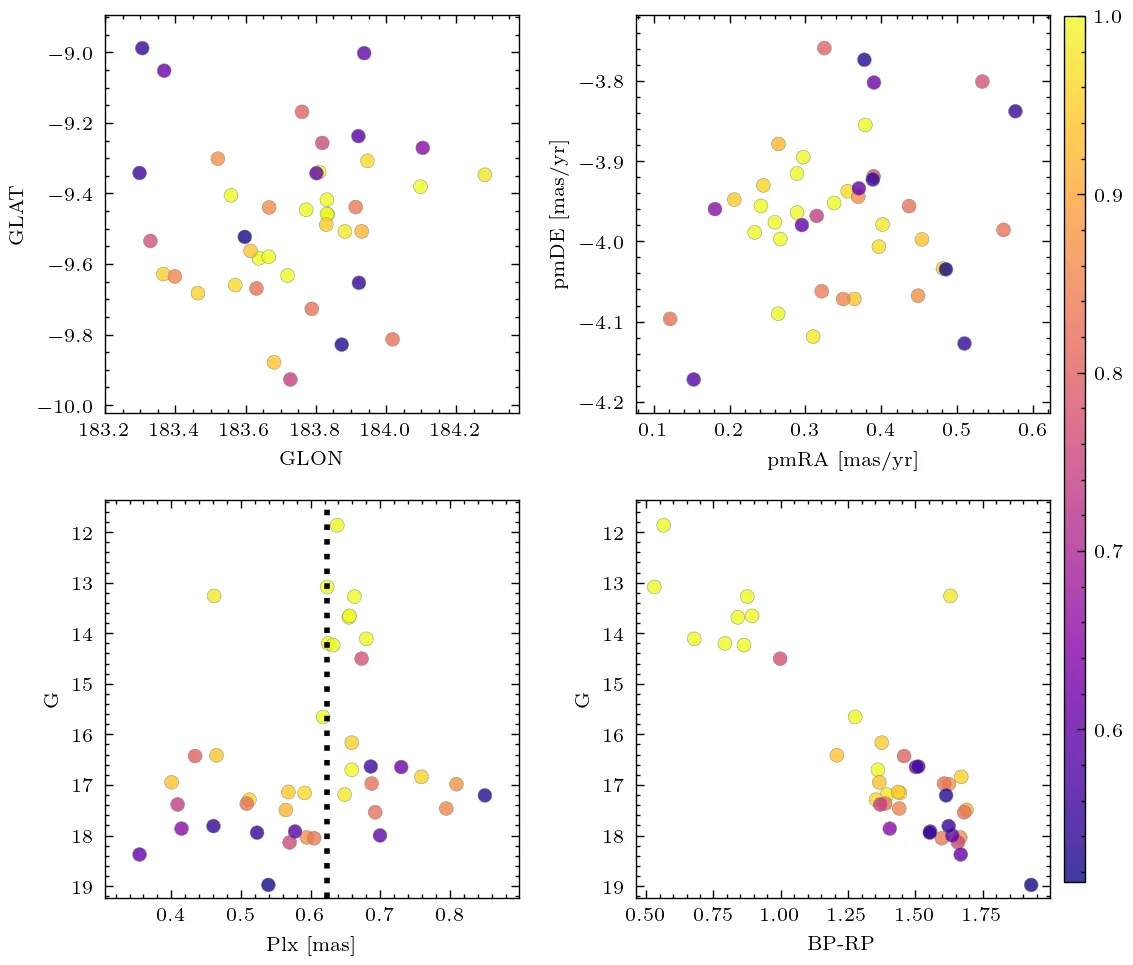 −9.0
−9.2
−9.4
−9.6
−9.8
−10.0
GLAT
183.2 183.4 183.6 183.8 184.0 184.2
GLON
−3.8
−3.9
−4.0
−4.1
−4.2
pmDE [mas/yr]
0.1 0.2 0.3 0.4 0.5 0.6
pmRA [mas/yr]
1.0
0.9
0.8
0.7
0.6
12
13
14
15
16
17
18
19
G
0.4 0.5 0.6 0.7 0.8
Plx [mas]
12
13
14
15
16
17
18
19
G
0.50 0.75 1.00 1.25 1.50 1.75
BP-RP